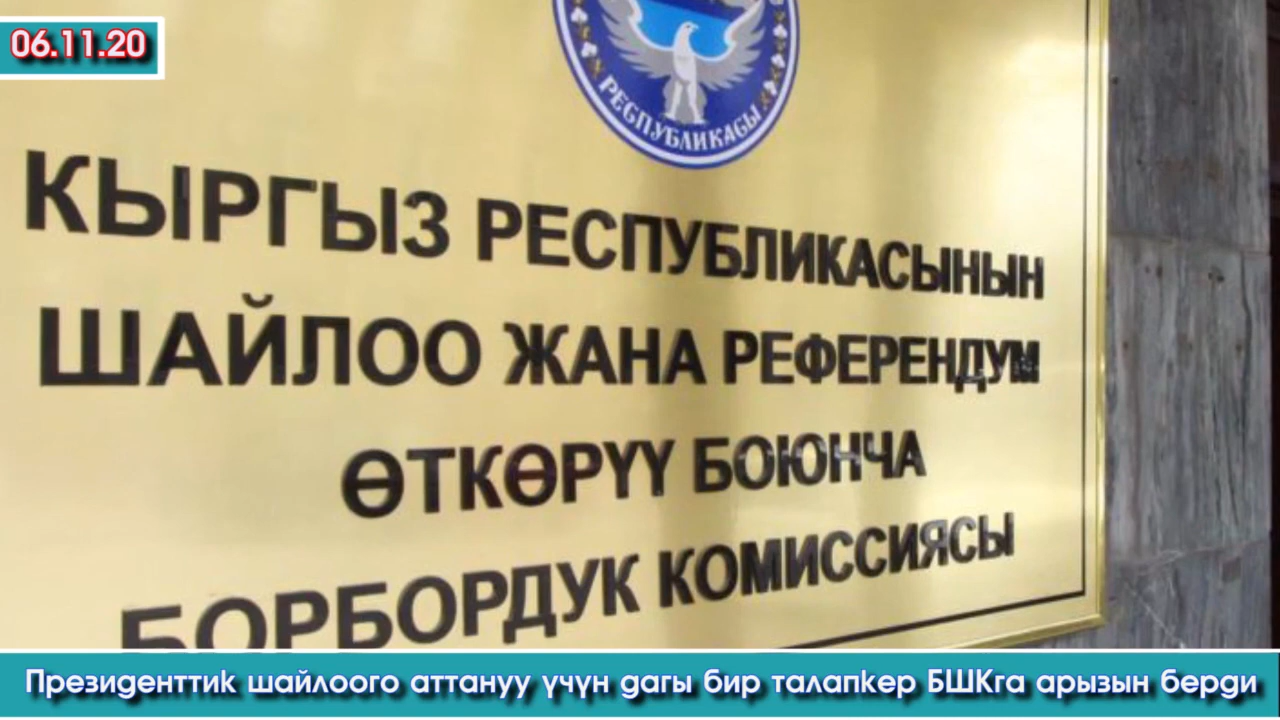 06.11.20
РЕСПУБЛИКАСЫ
КЫРГЫЗ РЕСПУБЛИКАСЫНЫН
ШАЙЛОО ЖАНА РЕФЕРЕНДУМ
ӨТКӨРҮҮ БОЮНЧА
БОРБОРДУК КОМИССИЯСЫ
Президенттик шайлоого аттануу үчүн дагы бир талапкер БШКга арызын берди